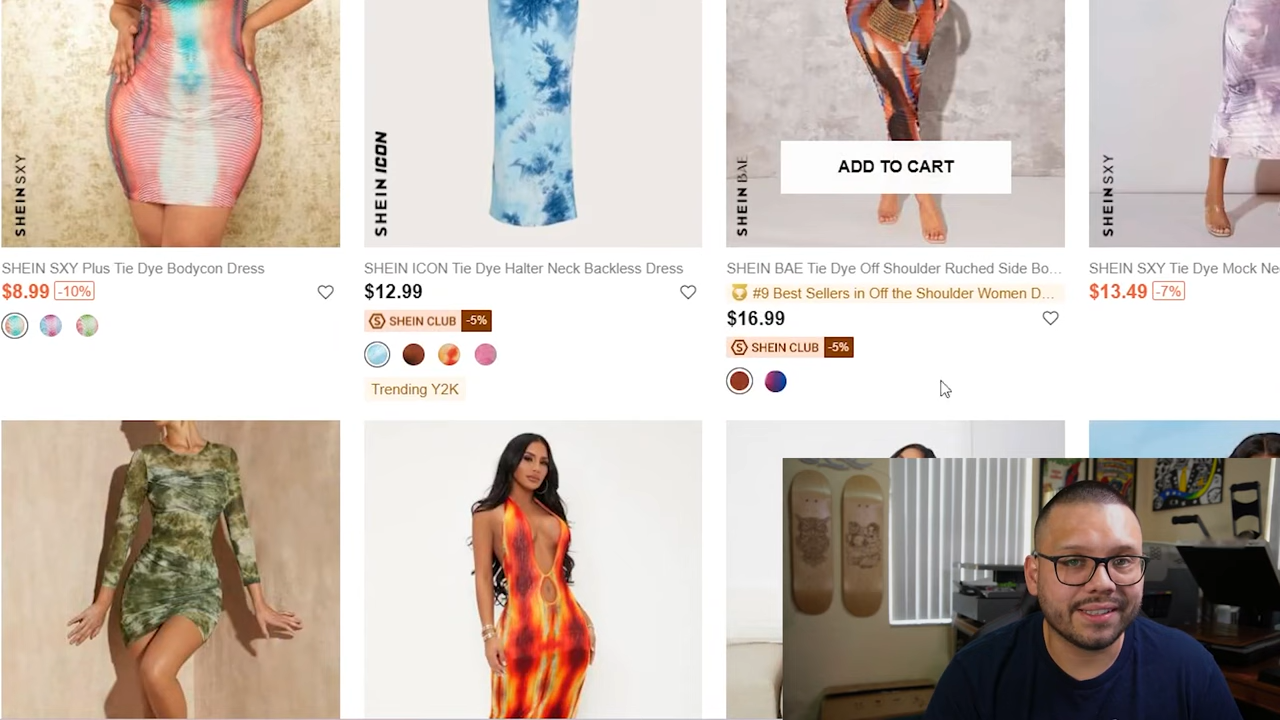 SHEIN SXY
SHEIN ICON
SHEIN BAE
ADD TO CART
SHEIN SXY
SHEIN SXY Plus Tie Dye Bodycon Dress
$8.99 -10%
SHEIN ICON Tie Dye Halter Neck Backless Dress
$12.99
S SHEIN CLUB -5%
Trending Y2K
SHEIN BAE Tie Dye Off Shoulder Ruched Side Bo...
#9 Best Sellers in Off the Shoulder Women D...
$16.99
S SHEIN CLUB -5%
SHEIN SXY Tie Dye Mock Ne
$13.49 -7%